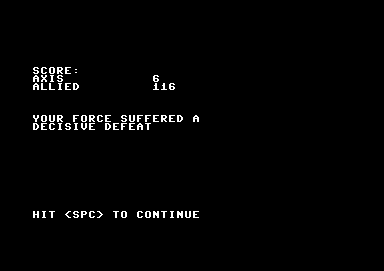 SCORE:
AXIS 6
ALLIED 116
YOUR FORCE SUFFERED A
DECISIVE DEFEAT
HIT <SPC> TO CONTINUE